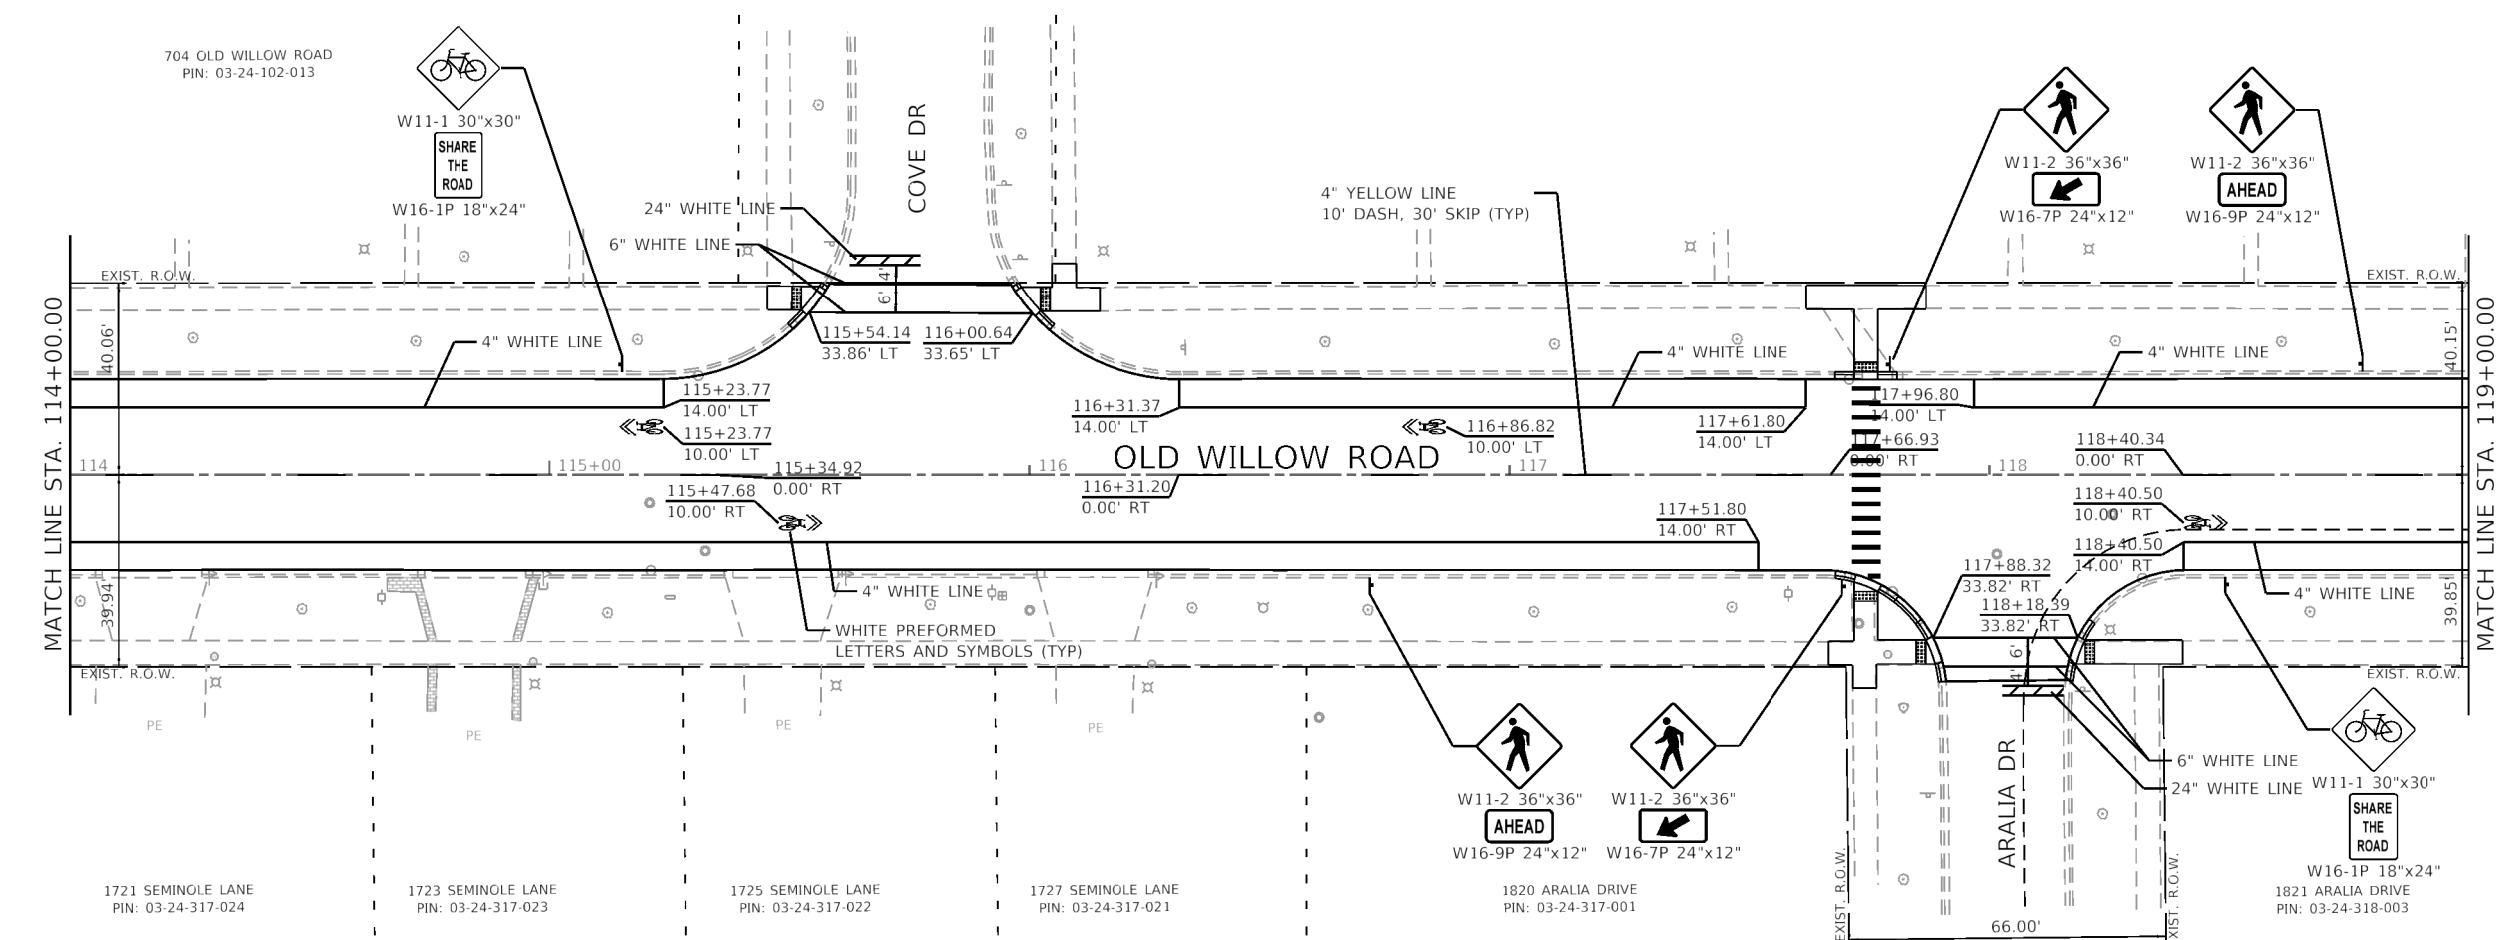 704 OLD WILLOW ROAD
PIN: 03-24-102-013
W11-1 30"x30"
SHARE
THE
ROAD
W16-1P 18"x24"
COVE DR
24" WHITE LINE
6" WHITE LINE
4'
6'
4" YELLOW LINE
10' DASH, 30' SKIP (TYP)
W11-2 36"x36"
W16-7P 24"x12"
W11-2 36"x36"
AHEAD
W16-9P 24"x12"
EXIST. R.O.W.
EXIST. R.O.W.
MATCH LINE STA. 114+00.00
MATCH LINE STA. 119+00.00
40.06'
40.15'
4" WHITE LINE
115+54.14
33.86' LT
116+00.64
33.65' LT
4" WHITE LINE
4" WHITE LINE
115+23.77
14.00' LT
115+23.77
10.00' LT
116+31.37
14.00' LT
116+86.82
10.00' LT
117+61.80
14.00' LT
117+96.80
14.00' LT
117+66.93
0.00' RT
118+40.34
0.00' RT
OLD WILLOW ROAD
114
115+00
116
117
118
115+34.92
0.00' RT
115+47.68
10.00' RT
116+31.20
0.00' RT
117+51.80
14.00' RT
118+40.50
10.00' RT
118+40.50
14.00' RT
117+88.32
33.82' RT
118+18.39
33.82' RT
39.94'
39.85'
4" WHITE LINE
4" WHITE LINE
WHITE PREFORMED
LETTERS AND SYMBOLS (TYP)
6'
4'
EXIST. R.O.W.
EXIST. R.O.W.
PE
PE
PE
PE
W11-2 36"x36"
AHEAD
W16-9P 24"x12"
W11-2 36"x36"
W16-7P 24"x12"
ARALIA DR
6" WHITE LINE
24" WHITE LINE
W11-1 30"x30"
SHARE
THE
ROAD
W16-1P 18"x24"
1721 SEMINOLE LANE
PIN: 03-24-317-024
1723 SEMINOLE LANE
PIN: 03-24-317-023
1725 SEMINOLE LANE
PIN: 03-24-317-022
1727 SEMINOLE LANE
PIN: 03-24-317-021
1820 ARALIA DRIVE
PIN: 03-24-317-001
1821 ARALIA DRIVE
PIN: 03-24-318-003
EXIST. R.O.W.
XIST. R.O.W.
66.00'